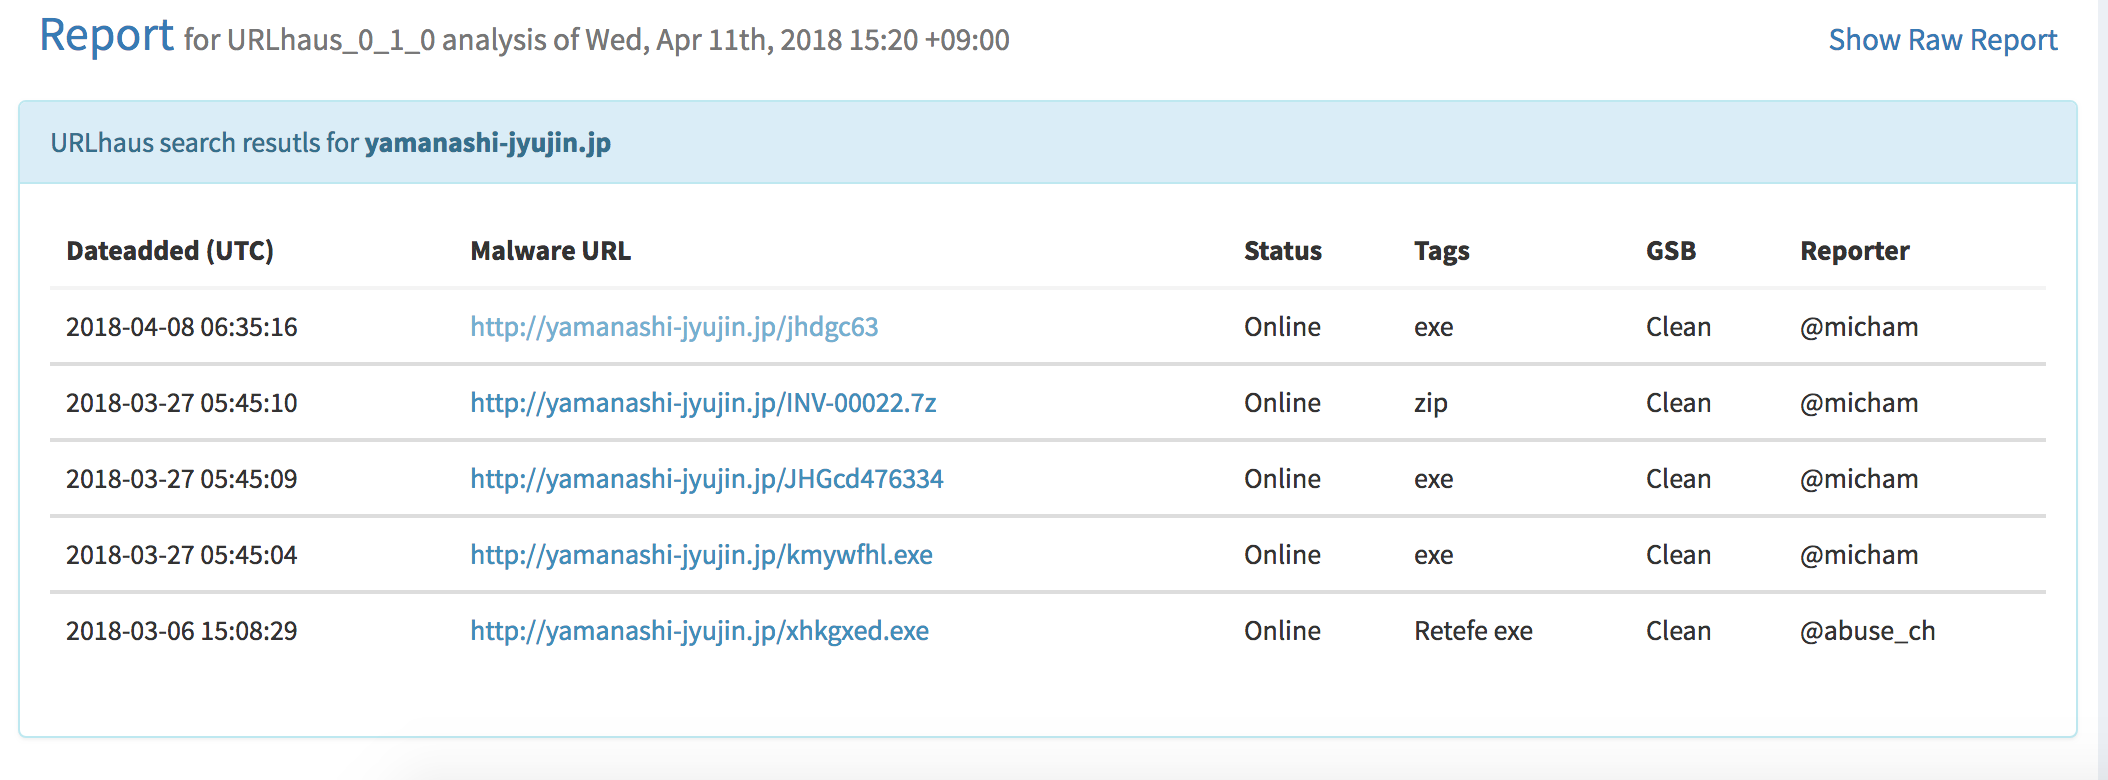 Report for URLhaus_0_1_0 analysis of Wed, Apr 11th, 2018 15:20 +09:00 Show Raw Report
URLhaus search resutls for yamanashi-jyujin.jp
Dateadded (UTC) Malware URL Status Tags GSB Reporter
2018-04-08 06:35:16 http://yamanashi-jyujin.jp/jhdgc63 Online exe Clean @micham
2018-03-27 05:45:10 http://yamanashi-jyujin.jp/INV-00022.7z Online zip Clean @micham
2018-03-27 05:45:09 http://yamanashi-jyujin.jp/JHGcd476334 Online exe Clean @micham
2018-03-27 05:45:04 http://yamanashi-jyujin.jp/kmywfhl.exe Online exe Clean @micham
2018-03-06 15:08:29 http://yamanashi-jyujin.jp/xhkgxed.exe Online Retefe exe Clean @abuse_ch